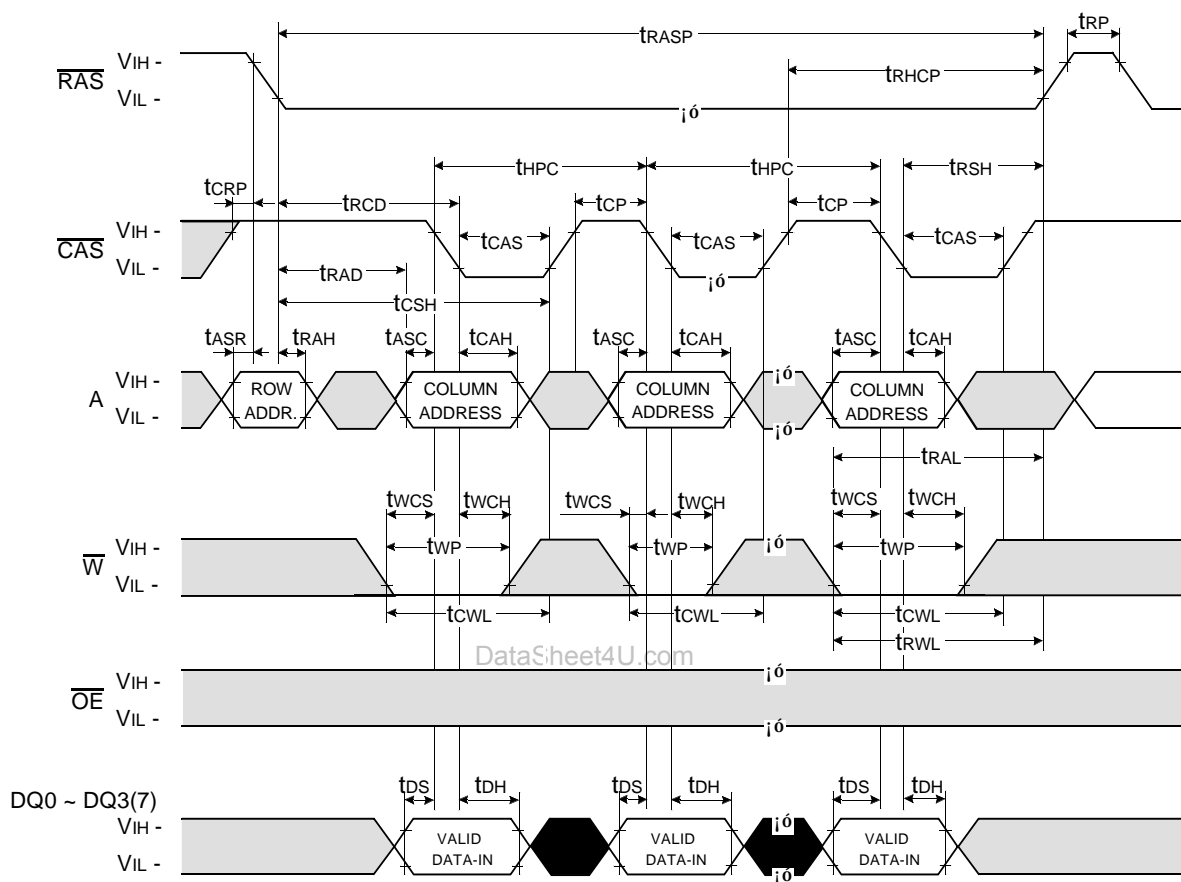 tRASP
tRP
RAS
VIH -
VIL -
tRHCP
¡ó
tHPC
tHPC
tRSH
tCRP
tRCD
tCP
tCP
CAS
VIH -
VIL -
tCAS
tCAS
tCAS
¡ó
tRAD
tCSH
tASR
tRAH
tASC
tCAH
tASC
tCAH
tASC
tCAH
A
VIH -
VIL -
ROW
ADDR.
COLUMN
ADDRESS
COLUMN
ADDRESS
¡ó
¡ó
COLUMN
ADDRESS
tRAL
tWCS
tWCH
tWCS
tWCH
tWCS
tWCH
W
VIH -
VIL -
tWP
tWP
¡ó
tWP
tCWL
tCWL
tCWL
tRWL
DataSheet4U.com
OE
VIH -
VIL -
¡ó
¡ó
DQ0 ~ DQ3(7)
VIH -
VIL -
tDS
tDH
tDS
tDH
tDS
tDH
VALID
DATA-IN
VALID
DATA-IN
¡ó
¡ó
VALID
DATA-IN